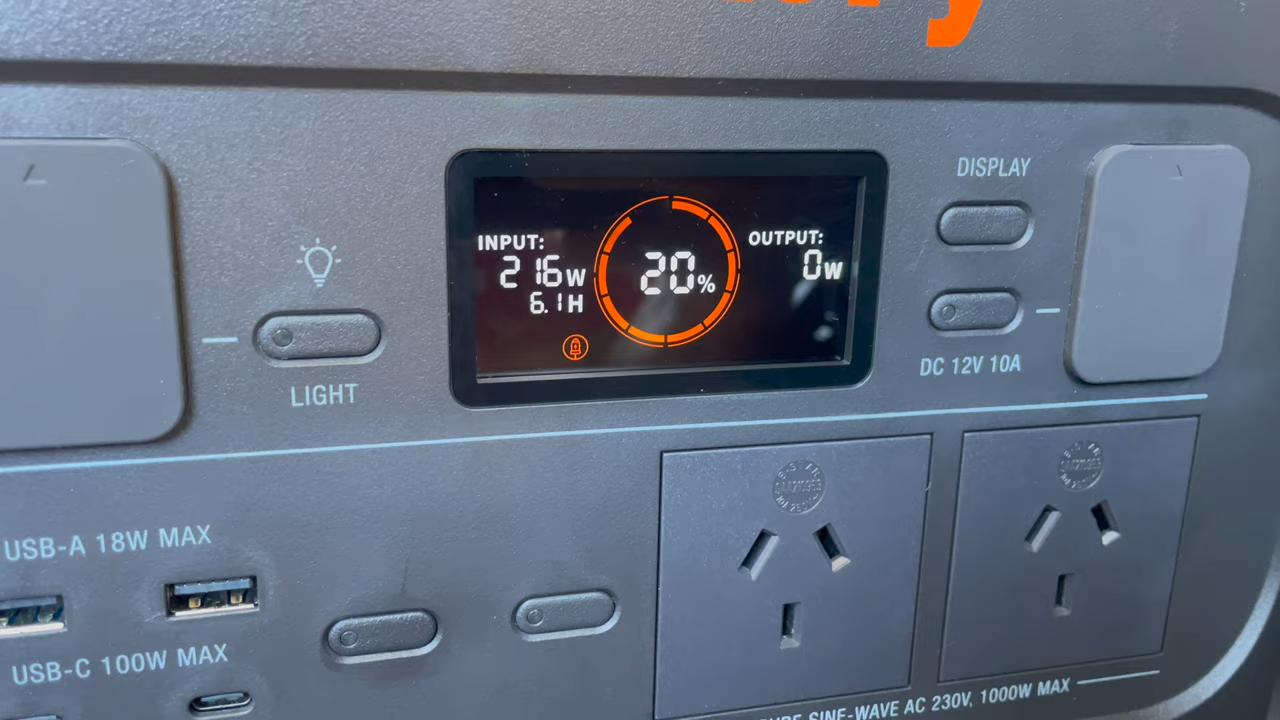 DISPLAY
INPUT:
216W
6.1H
20%
OUTPUT:
0W
LIGHT
DC 12V 10A
USB-A 18W MAX
USB-C 100W MAX
SINE-WAVE AC 230V, 1000W MAX